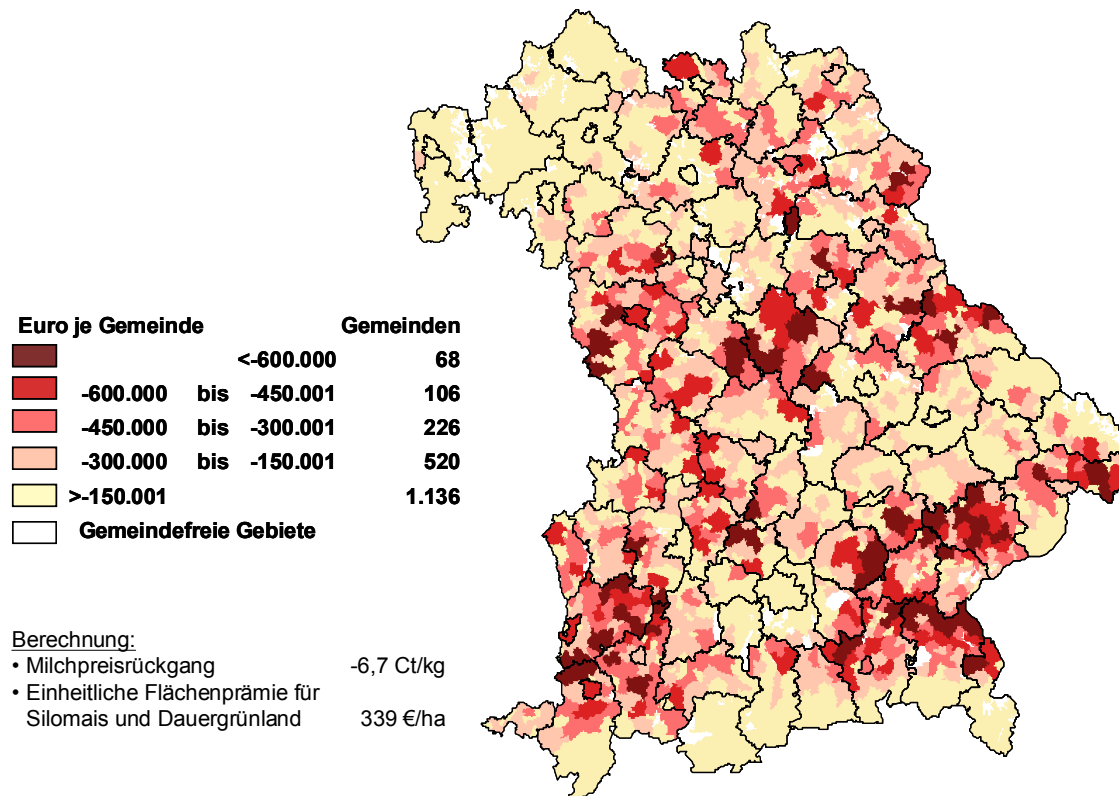 Euro je Gemeinde Gemeinden
<-600.000 68
-600.000 bis -450.001 106
-450.000 bis -300.001 226
-300.000 bis -150.001 520
>-150.001 1.136
Gemeindefreie Gebiete
Berechnung:
• Milchpreisrückgang -6,7 Ct/kg
• Einheitliche Flächenprämie für
Silomais und Dauergrünland 339 €/ha